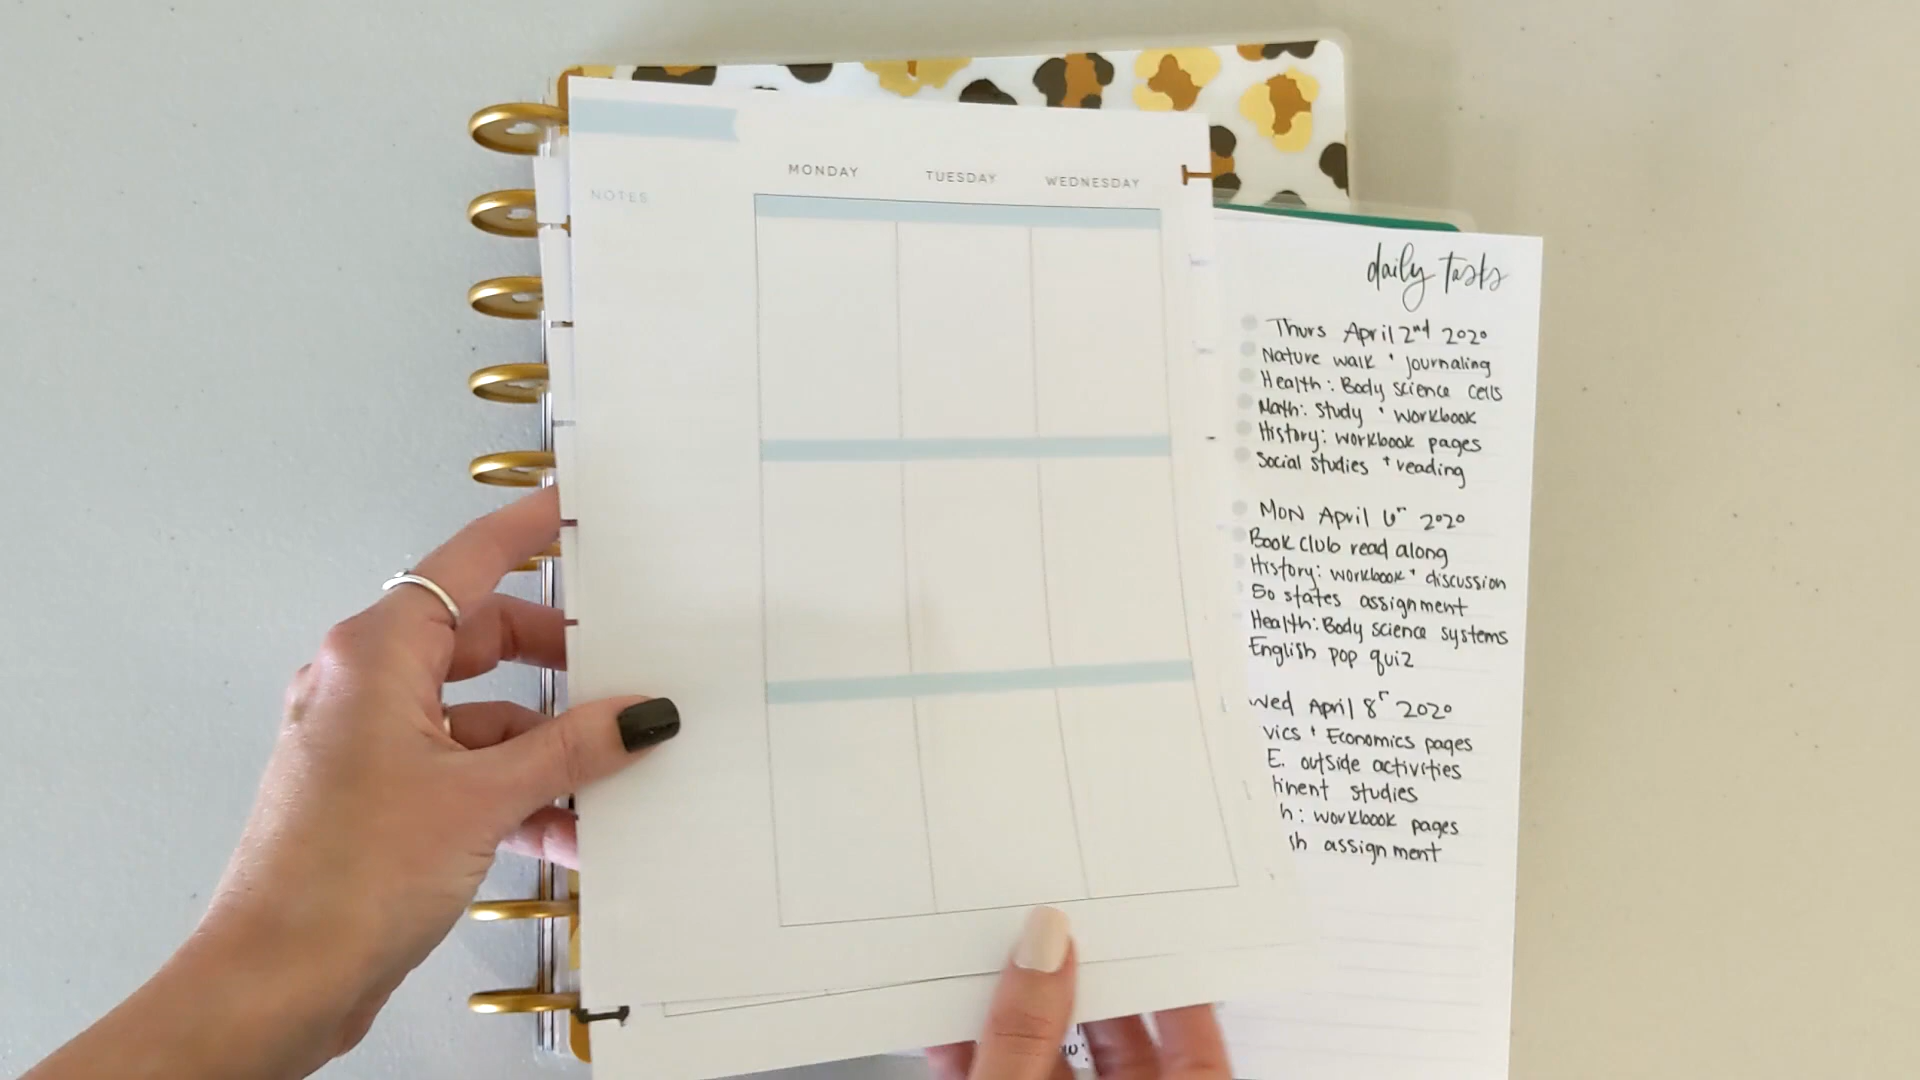 MONDAY TUESDAY WEDNESDAY
NOTES
daily tasks
Thurs April 2nd 2020
Nature walk + journaling
Health: Body science cells
Math: study + workbook
History: workbook pages
Social studies + reading
Mon April 6th 2020
Book club read along
History: workbook + discussion
50 states assignment
Health: Body science systems
English pop quiz
Wed April 8th 2020
vics + Economics pages
E. outside activities
inent studies
h: workbook pages
sh assignment